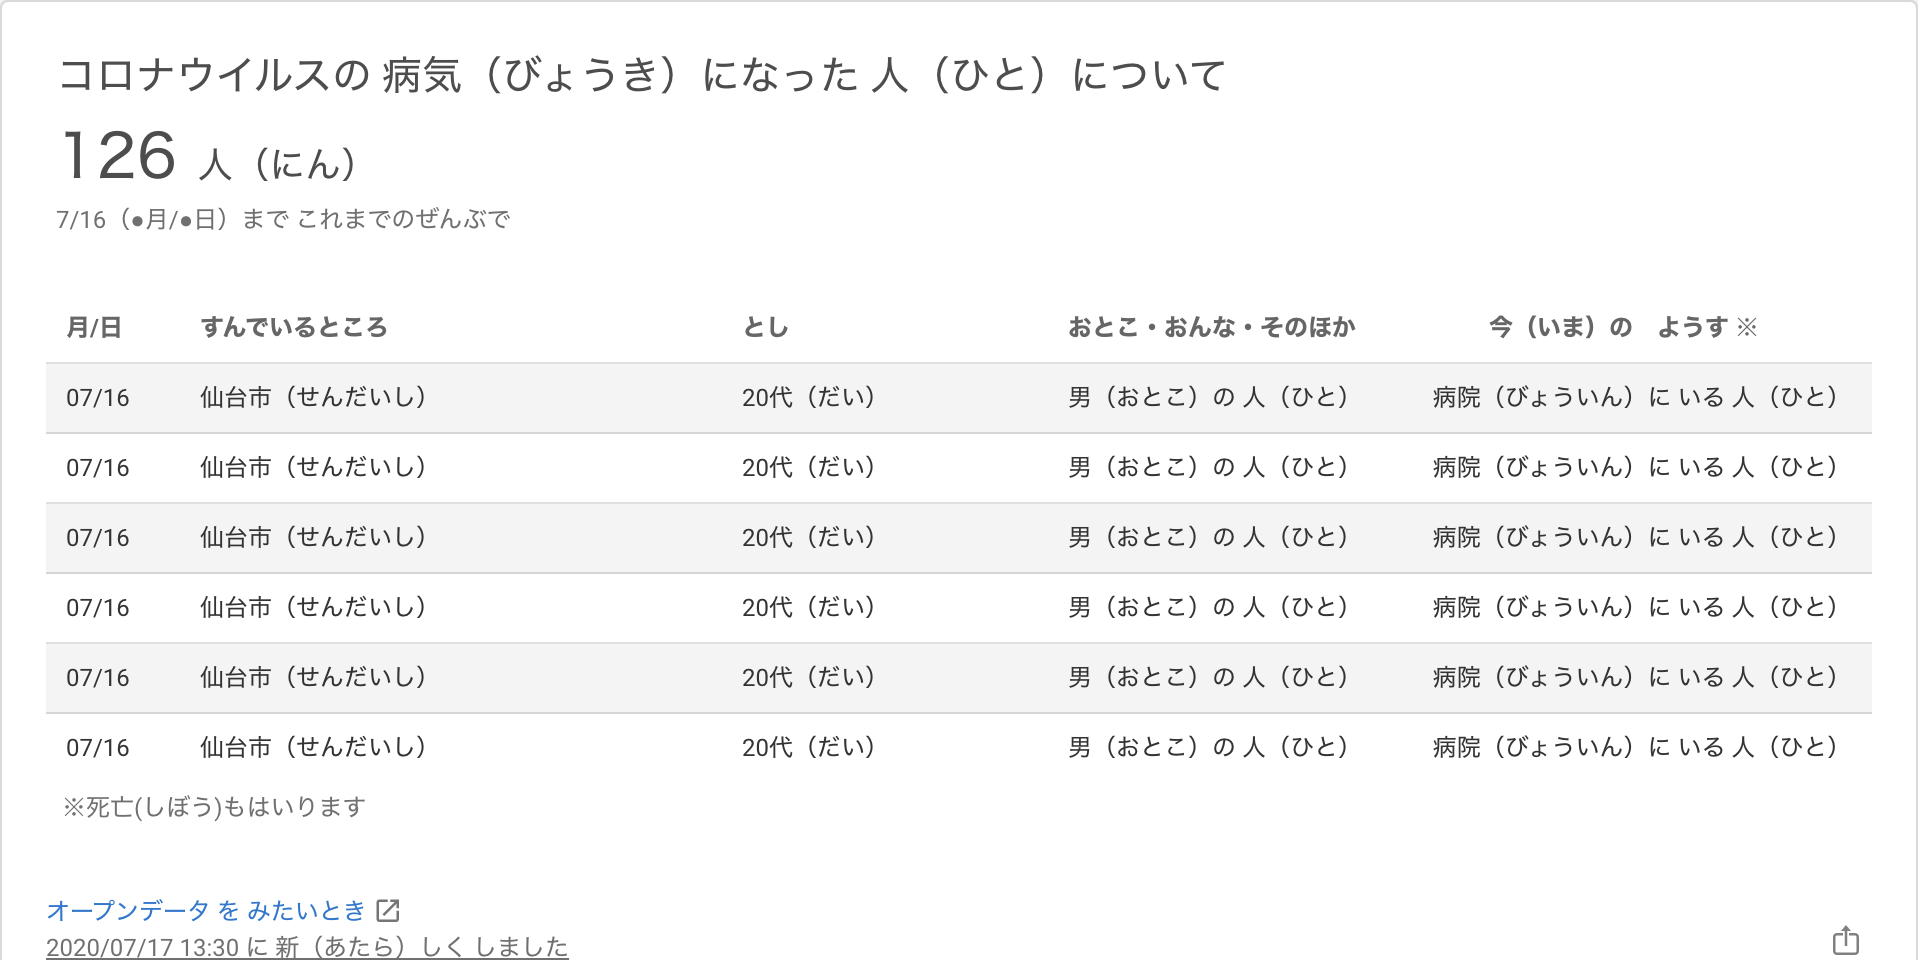 コロナウイルスの 病気（びょうき）になった 人（ひと）について
126 人（にん）
7/16（●月/●日）まで これまでのぜんぶで
月/日 すんでいるところ とし おとこ・おんな・そのほか 今（いま）の　ようす ※
07/16 仙台市（せんだいし） 20代（だい） 男（おとこ）の 人（ひと） 病院（びょういん）に いる 人（ひと）
07/16 仙台市（せんだいし） 20代（だい） 男（おとこ）の 人（ひと） 病院（びょういん）に いる 人（ひと）
07/16 仙台市（せんだいし） 20代（だい） 男（おとこ）の 人（ひと） 病院（びょういん）に いる 人（ひと）
07/16 仙台市（せんだいし） 20代（だい） 男（おとこ）の 人（ひと） 病院（びょういん）に いる 人（ひと）
07/16 仙台市（せんだいし） 20代（だい） 男（おとこ）の 人（ひと） 病院（びょういん）に いる 人（ひと）
07/16 仙台市（せんだいし） 20代（だい） 男（おとこ）の 人（ひと） 病院（びょういん）に いる 人（ひと）
※死亡(しぼう)もはいります
オープンデータ を みたいとき
2020/07/17 13:30 に 新（あたら）しく しました